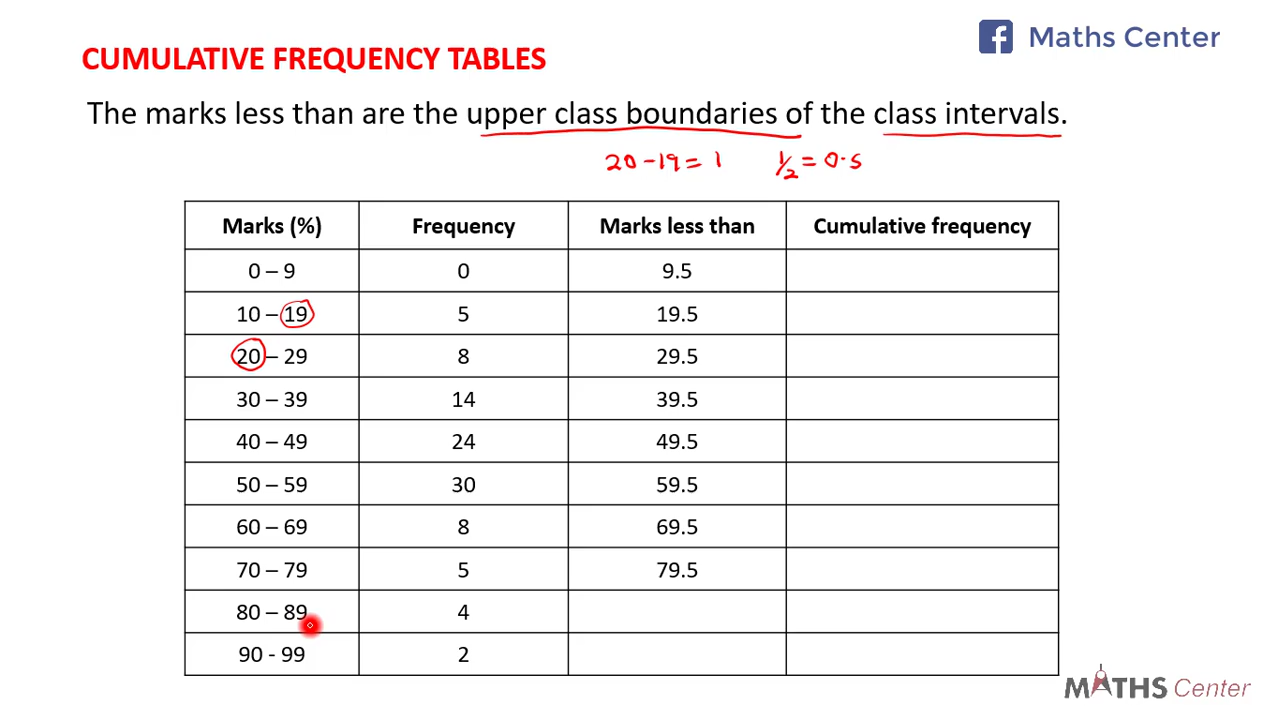 Maths Center
CUMULATIVE FREQUENCY TABLES
The marks less than are the upper class boundaries of the class intervals.
20 - 19 = 1 1/2 = 0.5
Marks (%) Frequency Marks less than Cumulative frequency
0 – 9 0 9.5
10 – 19 5 19.5
20 – 29 8 29.5
30 – 39 14 39.5
40 – 49 24 49.5
50 – 59 30 59.5
60 – 69 8 69.5
70 – 79 5 79.5
80 – 89 4
90 - 99 2
MATHS Center